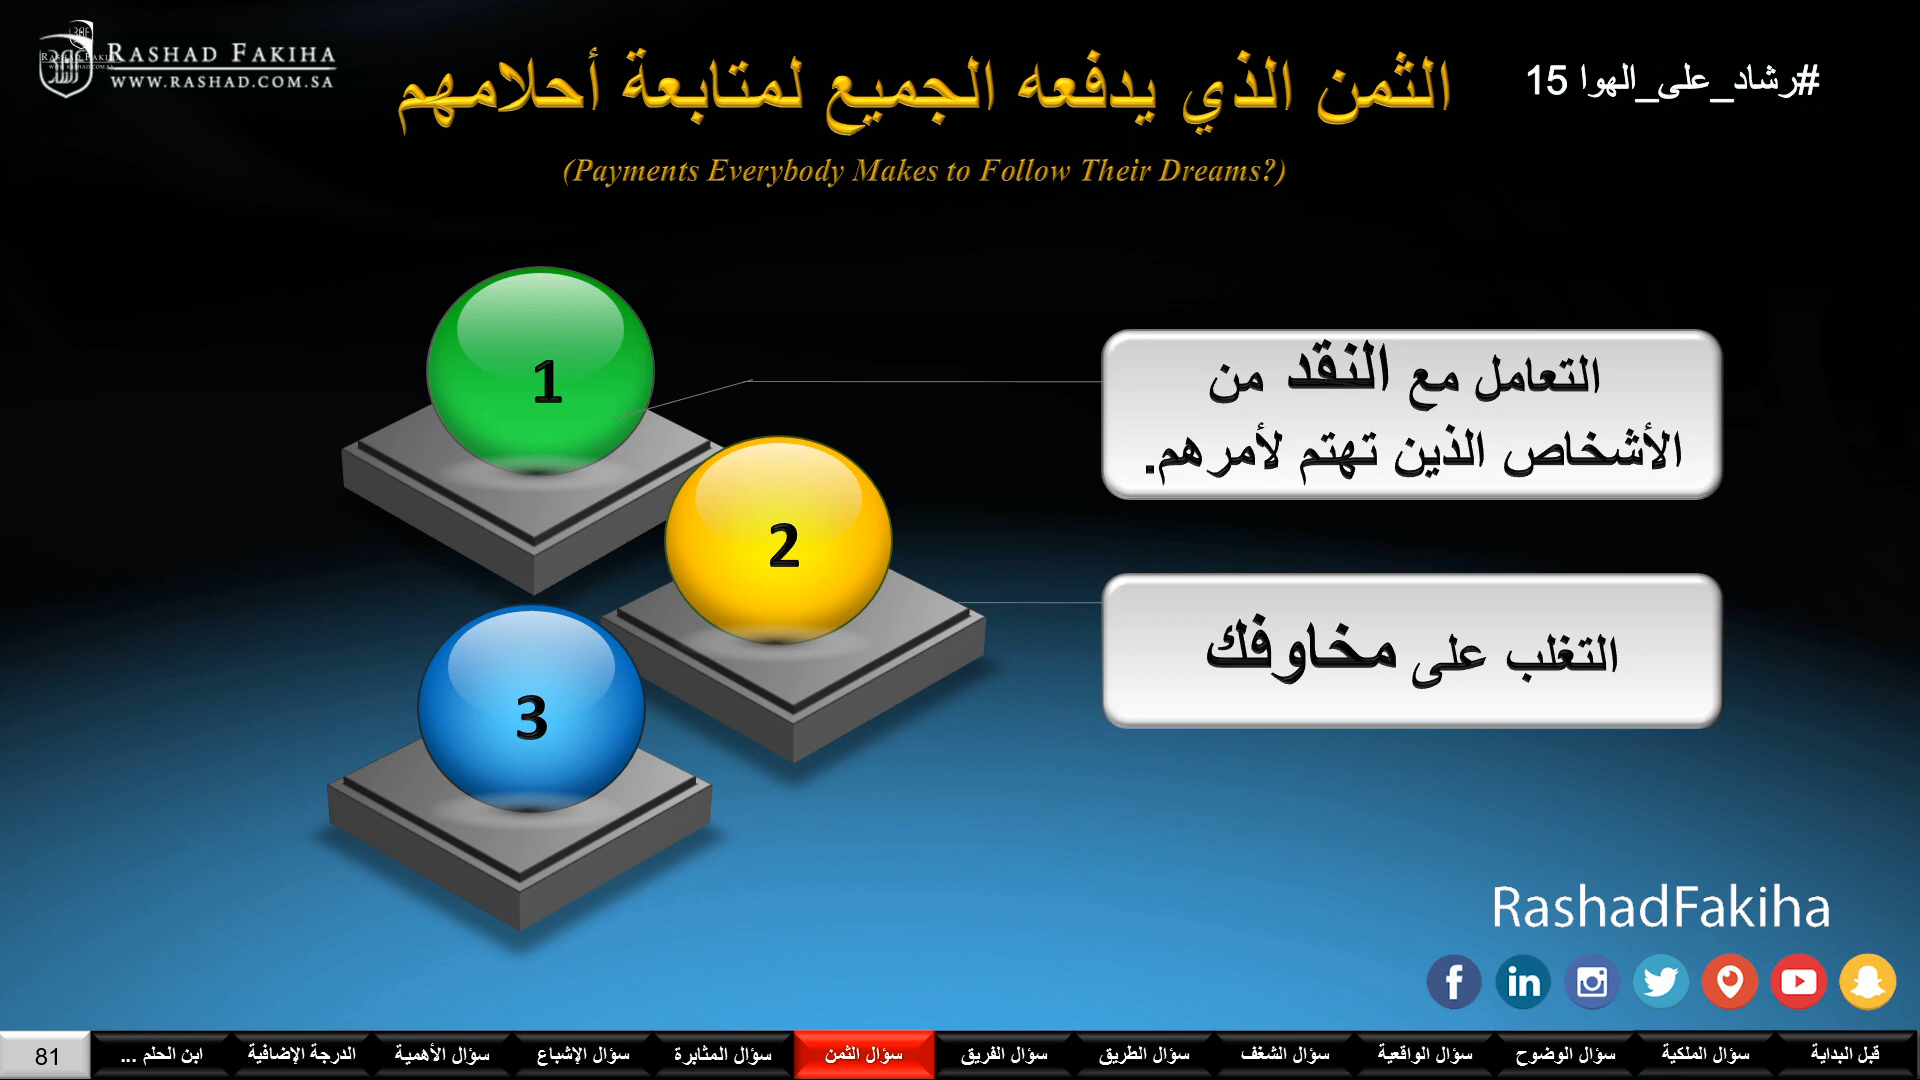 #رشاد_على_الهوا 15
RASHAD FAKIHA
WWW.RASHAD.COM.SA
الثمن الذي يدفعه الجميع لمتابعة أحلامهم
(Payments Everybody Makes to Follow Their Dreams?)
1
التعامل مع النقد من
الأشخاص الذين تهتم لأمرهم.
2
التغلب على مخاوفك
3
RashadFakiha
قبل البداية
سؤال الملكية
سؤال الوضوح
سؤال الواقعية
سؤال الشغف
سؤال الطريق
سؤال الفريق
سؤال الثمن
سؤال المثابرة
سؤال الإشباع
سؤال الأهمية
الدرجة الإضافية
ابن الحلم ...
81